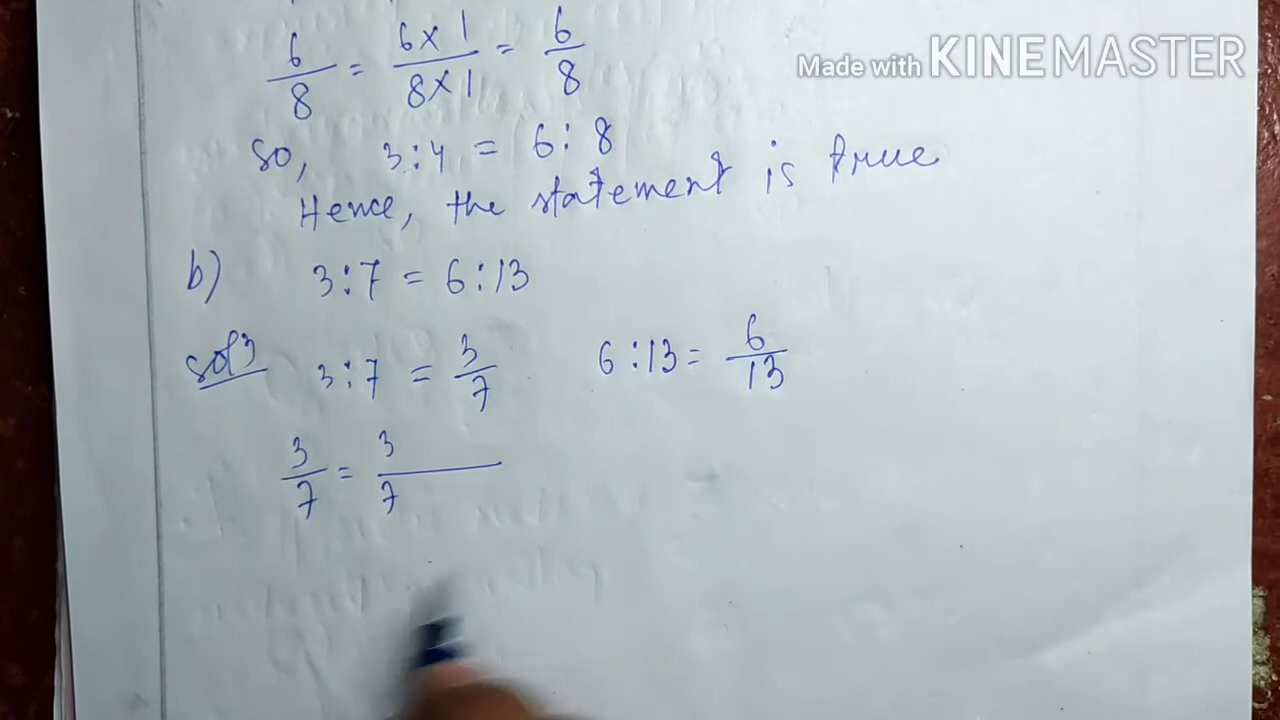 Made with KINEMASTER
6/8 = 6×1/8×1 = 6/8
So, 3:4 = 6:8
Hence, the statement is true
b) 3:7 = 6:13
Sol^n 3:7 = 3/7 6:13 = 6/13
3/7 = 3/7